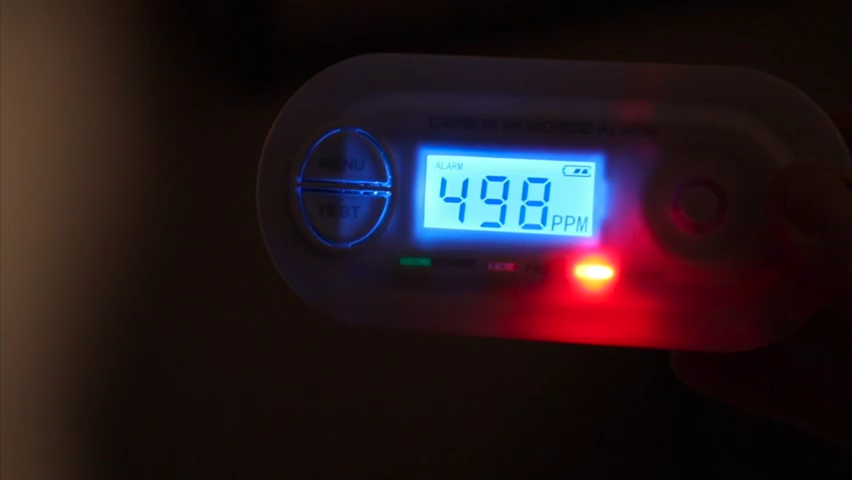 CARBON MONOXIDE ALARM
MENU
TEST
ALARM
498 PPM